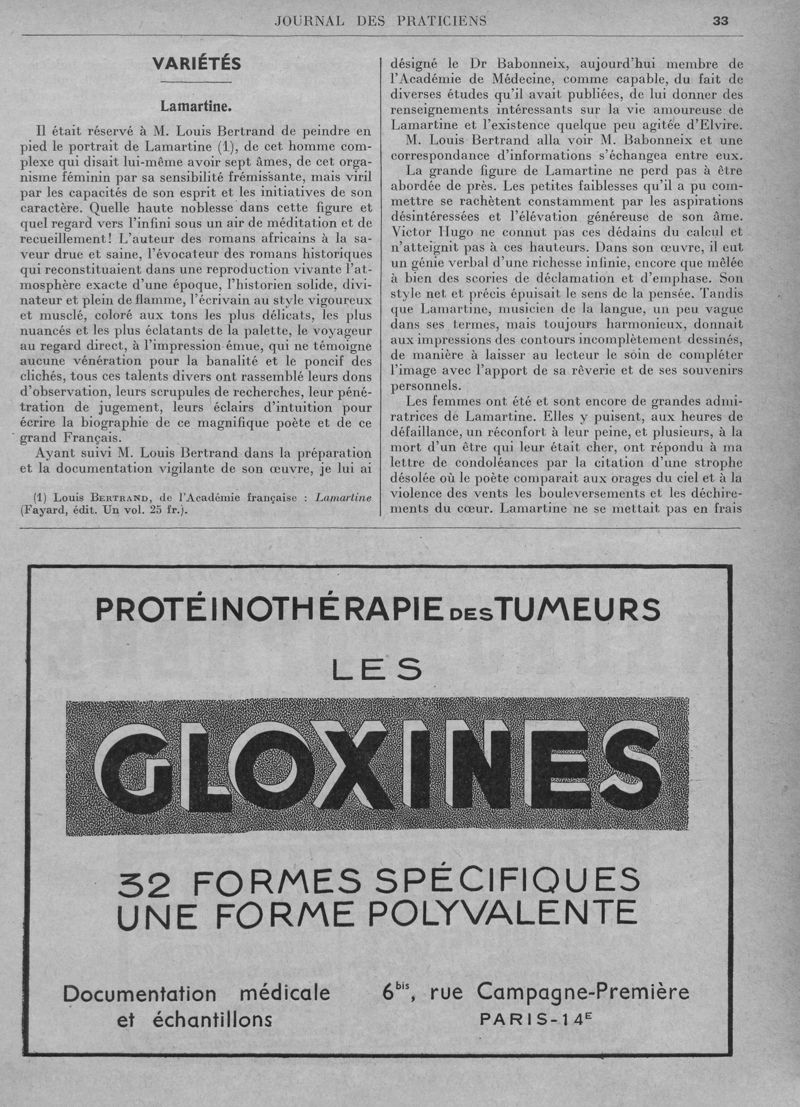 JOURNAL DES PRATICIENS 33
VARIÉTÉS
Lamartine.
Il était réservé à M. Louis Bertrand de peindre en
pied le portrait de Lamartine (1), de cet homme com-
plexe qui disait lui-même avoir sept âmes, de cet orga-
nisme féminin par sa sensibilité frémissante, mais viril
par les capacités de son esprit et les initiatives de son
caractère. Quelle haute noblesse dans cette figure et
quel regard vers l'infini sous un air de méditation et de
recueillement! L'auteur des romans africains à la sa-
veur drue et saine, l'évocateur des romans historiques
qui reconstituaient dans une reproduction vivante l'at-
mosphère exacte d'une époque, l'historien solide, divi-
nateur et plein de flamme, l'écrivain au style vigoureux
et musclé, coloré aux tons les plus délicats, les plus
nuancés et les plus éclatants de la palette, le voyageur
au regard direct, à l'impression émue, qui ne témoigne
aucune vénération pour la banalité et le poncif des
clichés, tous ces talents divers ont rassemblé leurs dons
d'observation, leurs scrupules de recherches, leur péné-
tration de jugement, leurs éclairs d'intuition pour
écrire la biographie de ce magnifique poète et de ce
grand Français.
Ayant suivi M. Louis Bertrand dans la préparation
et la documentation vigilante de son œuvre, je lui ai
(1) Louis BERTRAND, de l'Académie française : Lamartine
(Fayard, édit. Un vol. 25 fr.).
désigné le Dr Babonneix, aujourd'hui membre de
l'Académie de Médecine, comme capable, du fait de
diverses études qu'il avait publiées, de lui donner des
renseignements intéressants sur la vie amoureuse de
Lamartine et l'existence quelque peu agitée d'Elvire.
M. Louis Bertrand alla voir M. Babonneix et une
correspondance d'informations s'échangea entre eux.
La grande figure de Lamartine ne perd pas à être
abordée de près. Les petites faiblesses qu'il a pu com-
mettre se rachètent constamment par les aspirations
désintéressées et l'élévation généreuse de son âme.
Victor Hugo ne connut pas ces dédains du calcul et
n'atteignit pas à ces hauteurs. Dans son œuvre, il eut
un génie verbal d'une richesse infinie, encore que mêlée
à bien des scories de déclamation et d'emphase. Son
style net et précis épuisait le sens de la pensée. Tandis
que Lamartine, musicien de la langue, un peu vague
dans ses termes, mais toujours harmonieux, donnait
aux impressions des contours incomplètement dessinés,
de manière à laisser au lecteur le soin de compléter
l'image avec l'apport de sa rêverie et de ses souvenirs
personnels.
Les femmes ont été et sont encore de grandes admi-
ratrices de Lamartine. Elles y puisent, aux heures de
défaillance, un réconfort à leur peine, et plusieurs, à la
mort d'un être qui leur était cher, ont répondu à ma
lettre de condoléances par la citation d'une strophe
désolée où le poète comparait aux orages du ciel et à la
violence des vents les bouleversements et les déchire-
ments du cœur. Lamartine ne se mettait pas en frais
PROTÉINOTHÉRAPIE DES TUMEURS
LES
GLOXINES
32 FORMES SPÉCIFIQUES
UNE FORME POLYVALENTE
Documentation médicale
et échantillons
6bis, rue Campagne-Première
PARIS-14E